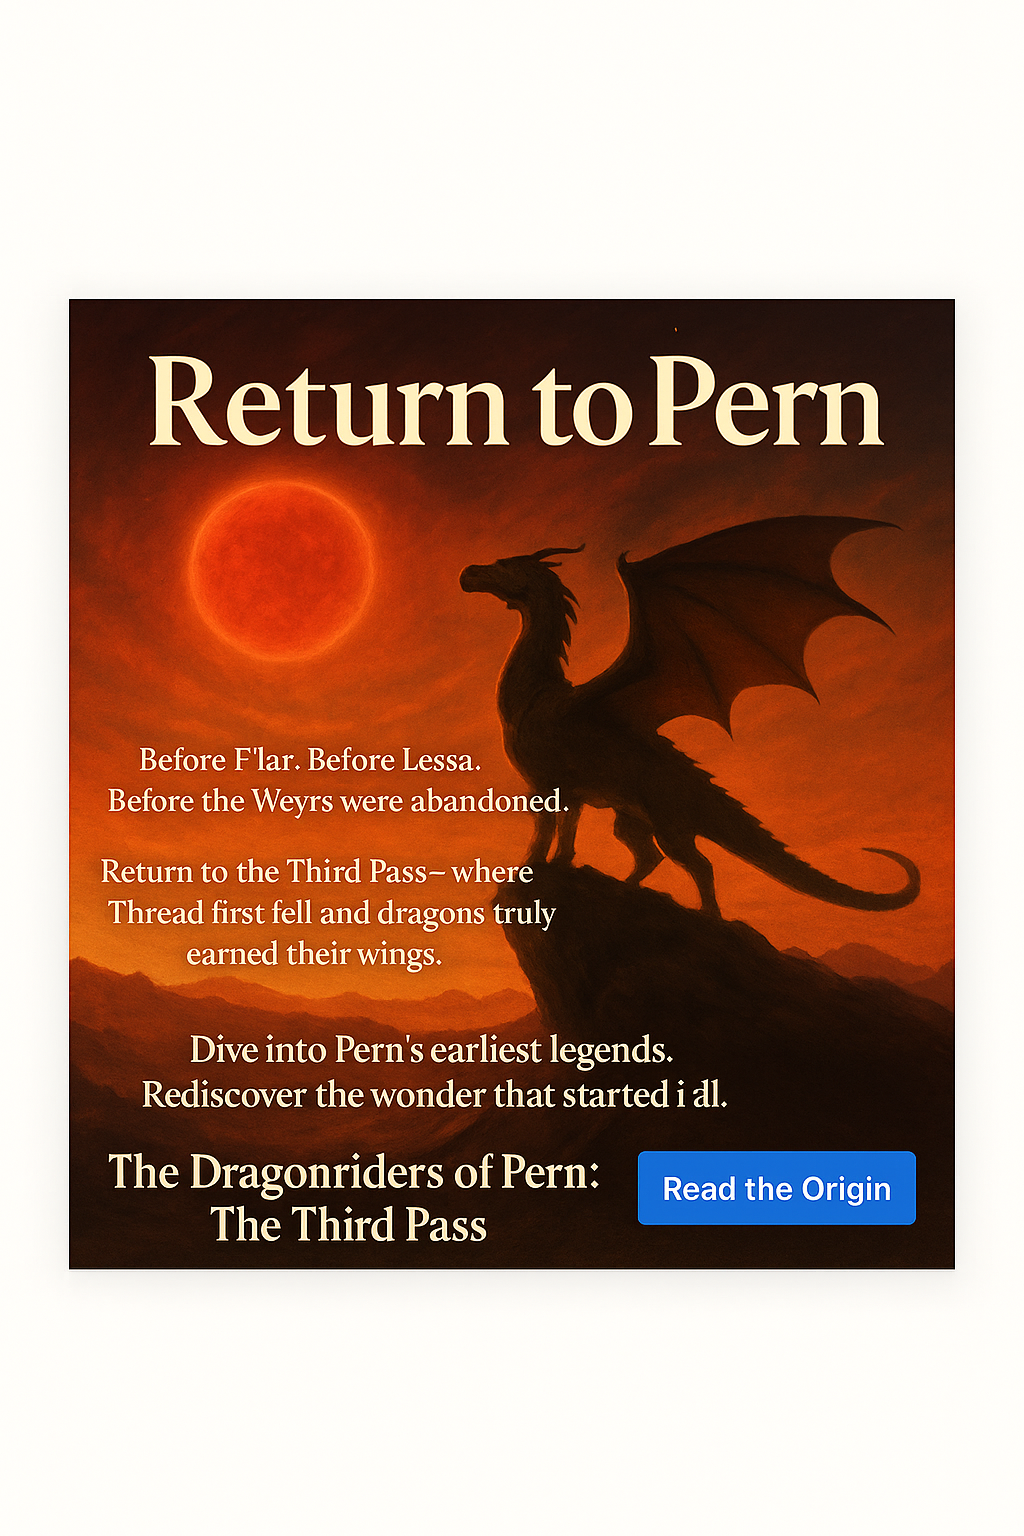 Return to Pern
Before F'lar. Before Lessa.
Before the Weyrs were abandoned.
Return to the Third Pass– where
Thread first fell and dragons truly
earned their wings.
Dive into Pern's earliest legends.
Rediscover the wonder that started
The Dragonriders of Pern:
The Third Pass
Read the Origin